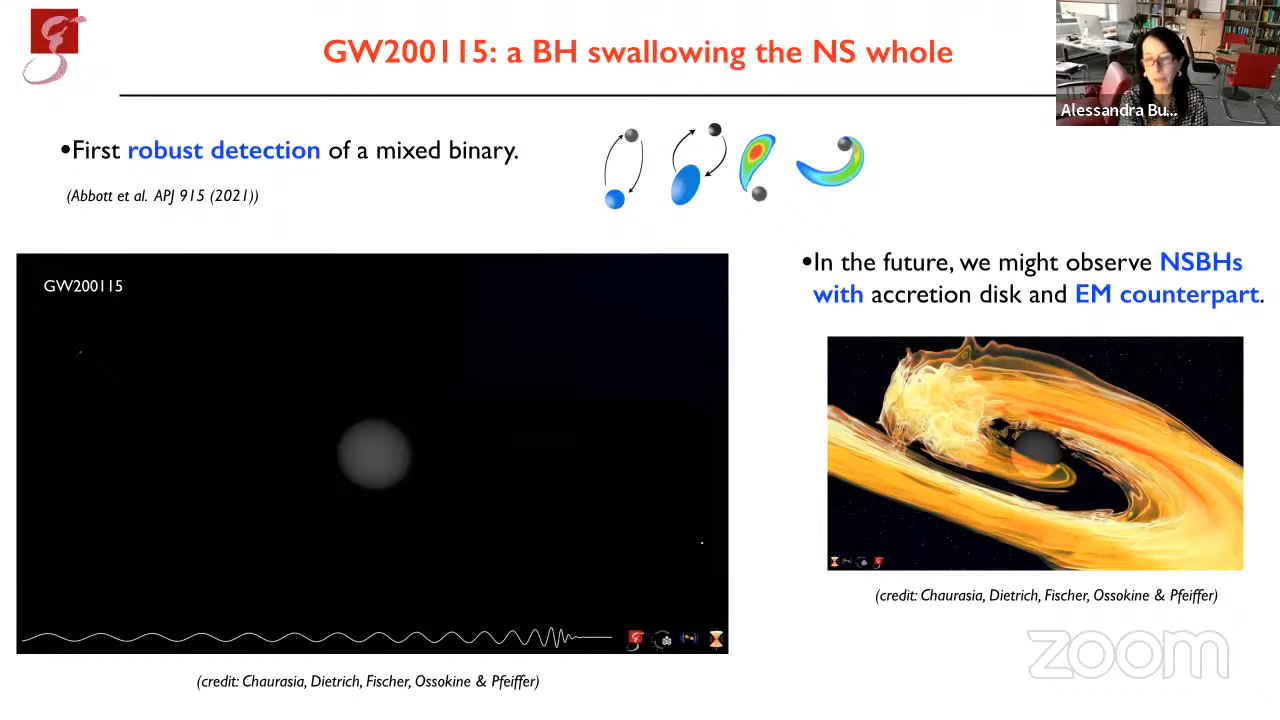 GW200115: a BH swallowing the NS whole
Alessandra Bu...
•First robust detection of a mixed binary.
(Abbott et al. APJ 915 (2021))
•In the future, we might observe NSBHs
with accretion disk and EM counterpart.
GW200115
(credit: Chaurasia, Dietrich, Fischer, Ossokine & Pfeiffer)
zoom
(credit: Chaurasia, Dietrich, Fischer, Ossokine & Pfeiffer)